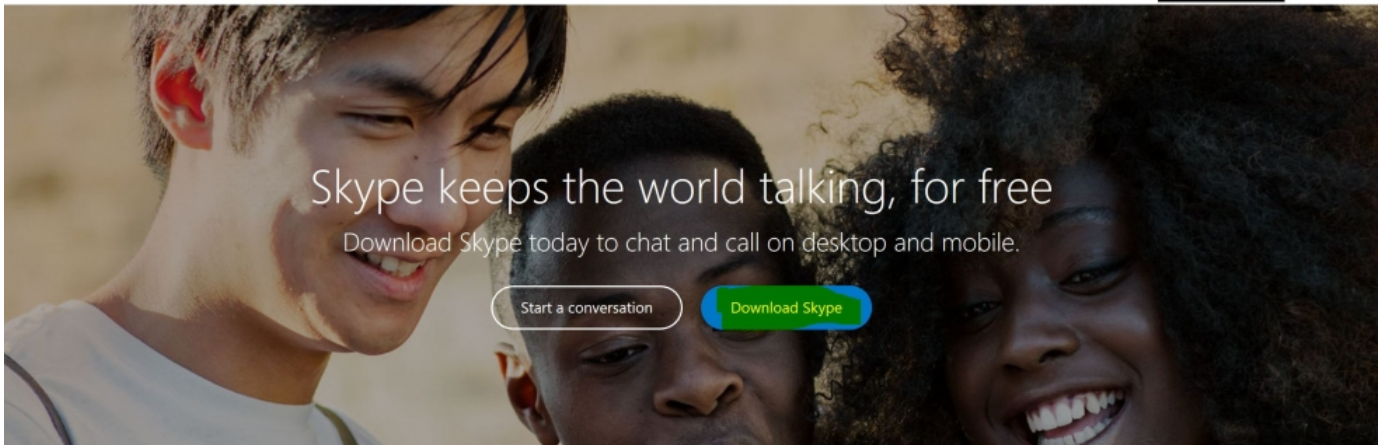 Skype keeps the world talking, for free
Download Skype today to chat and call on desktop and mobile.
Start a conversation
Download Skype